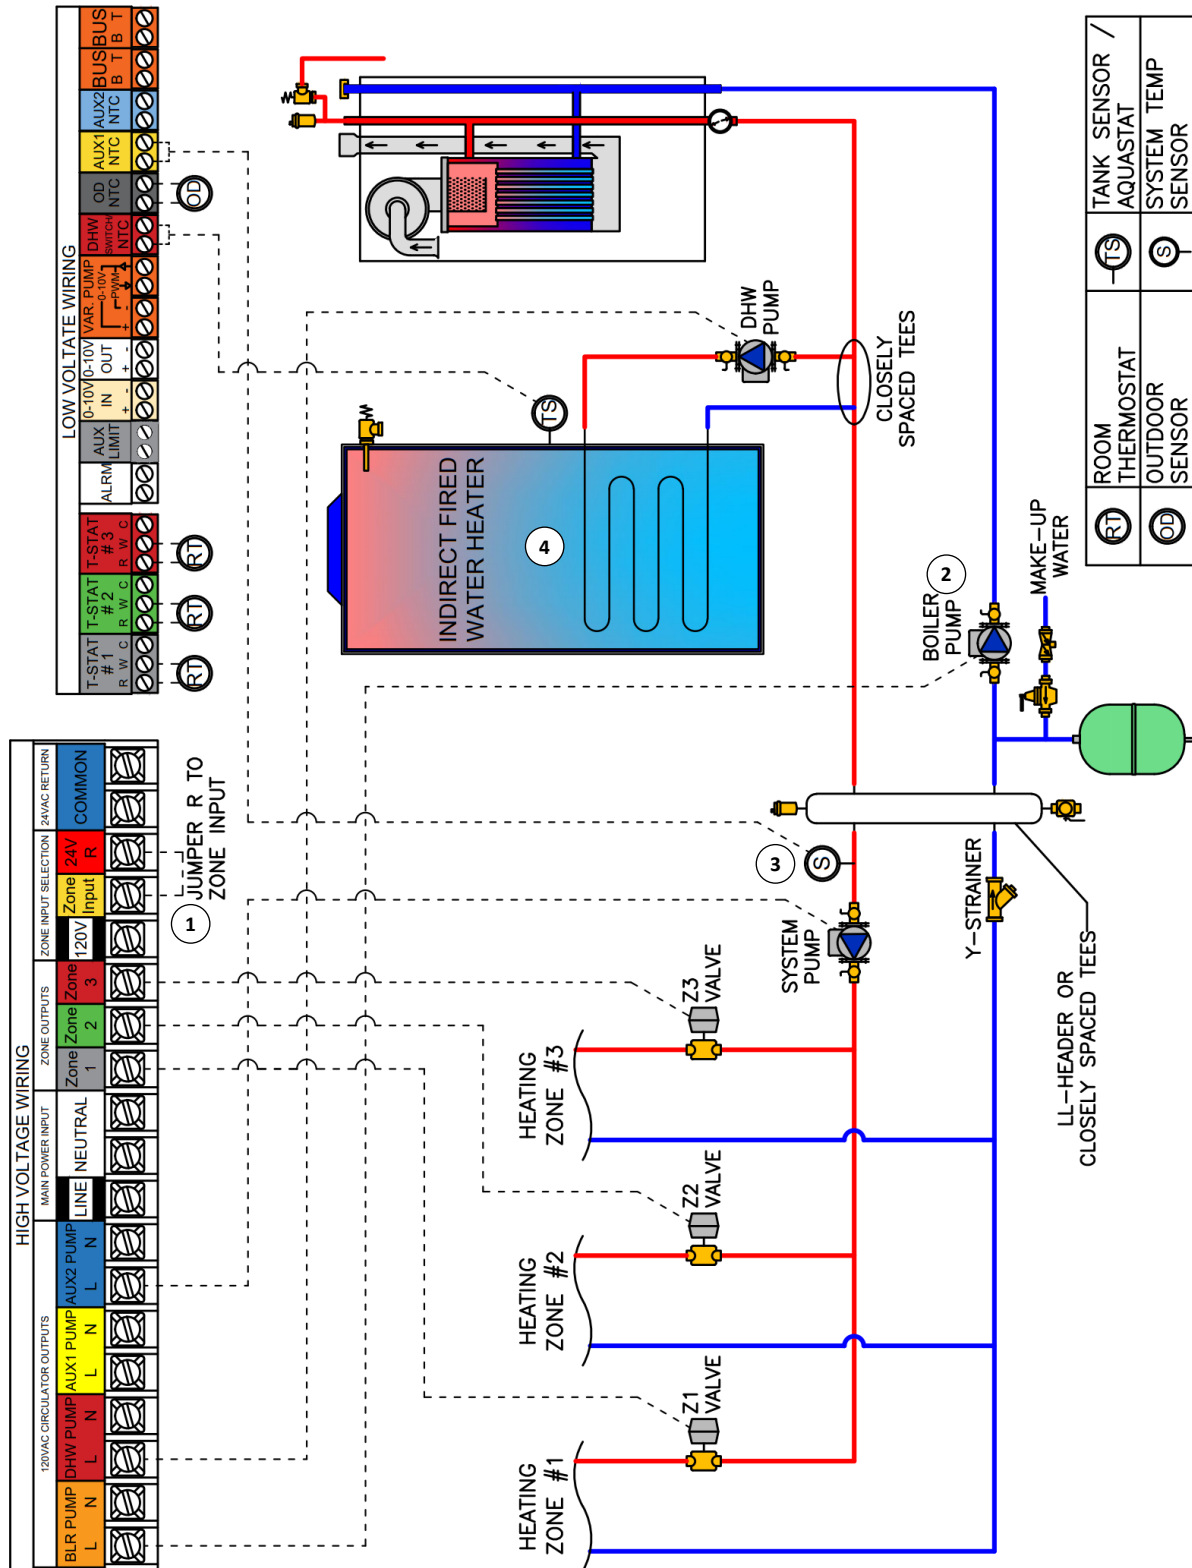 HIGH VOLTAGE WIRING
120VAC CIRCULATOR OUTPUTS
MAIN POWER INPUT
ZONE OUTPUTS
ZONE INPUT SELECTION
24VAC RETURN
BLR PUMP
L N
DHW PUMP
L N
AUX1 PUMP
L N
AUX2 PUMP
L N
LINE
NEUTRAL
Zone
1
Zone
2
Zone
3
120V
Zone
Input
24V
R
COMMON
1
JUMPER R TO
ZONE INPUT
LOW VOLTATE WIRING
T-STAT
#1
R W C
T-STAT
#2
R W C
T-STAT
#3
R W C
ALRM
AUX
LIMIT
0-10V
IN
+ -
0-10V
OUT
+ -
VAR. PUMP
0-10V
PWM
+ -
DHW
SWITCH/
NTC
OD
NTC
AUX1
NTC
AUX2
NTC
BUS
B T
BUS
B T
RT
RT
RT
OD
INDIRECT FIRED
WATER HEATER
4
TS
DHW
PUMP
CLOSELY
SPACED TEES
BOILER
PUMP
2
MAKE-UP
WATER
3
S
SYSTEM
PUMP
Y-STRAINER
LL-HEADER OR
CLOSELY SPACED TEES
HEATING
ZONE #1
Z1
VALVE
HEATING
ZONE #2
Z2
VALVE
HEATING
ZONE #3
Z3
VALVE
RT
ROOM
THERMOSTAT
TS
TANK SENSOR /
AQUASTAT
OD
OUTDOOR
SENSOR
S
SYSTEM TEMP
SENSOR